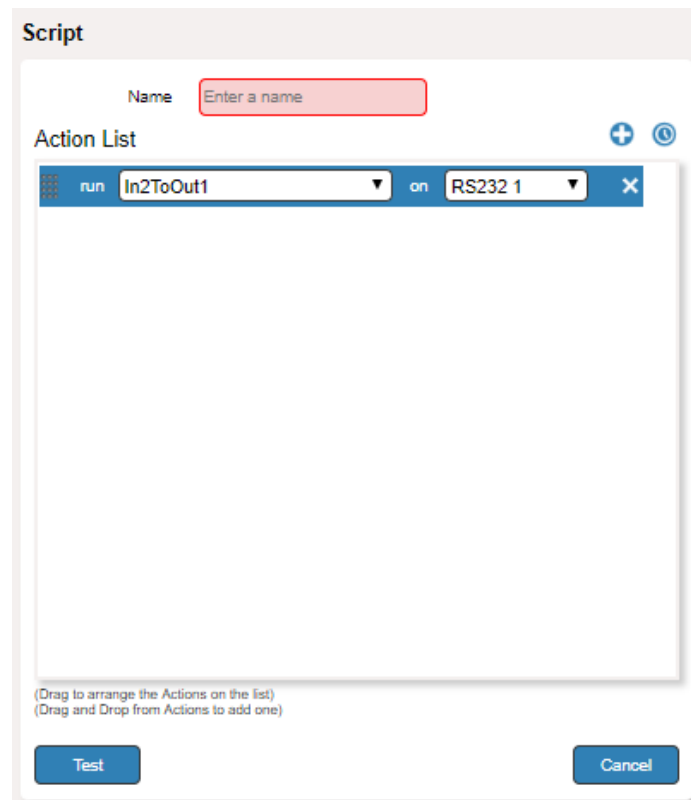 Script
Name Enter a name
Action List
run In2ToOut1 on RS232 1
(Drag to arrange the Actions on the list)
(Drag and Drop from Actions to add one)
Test Cancel